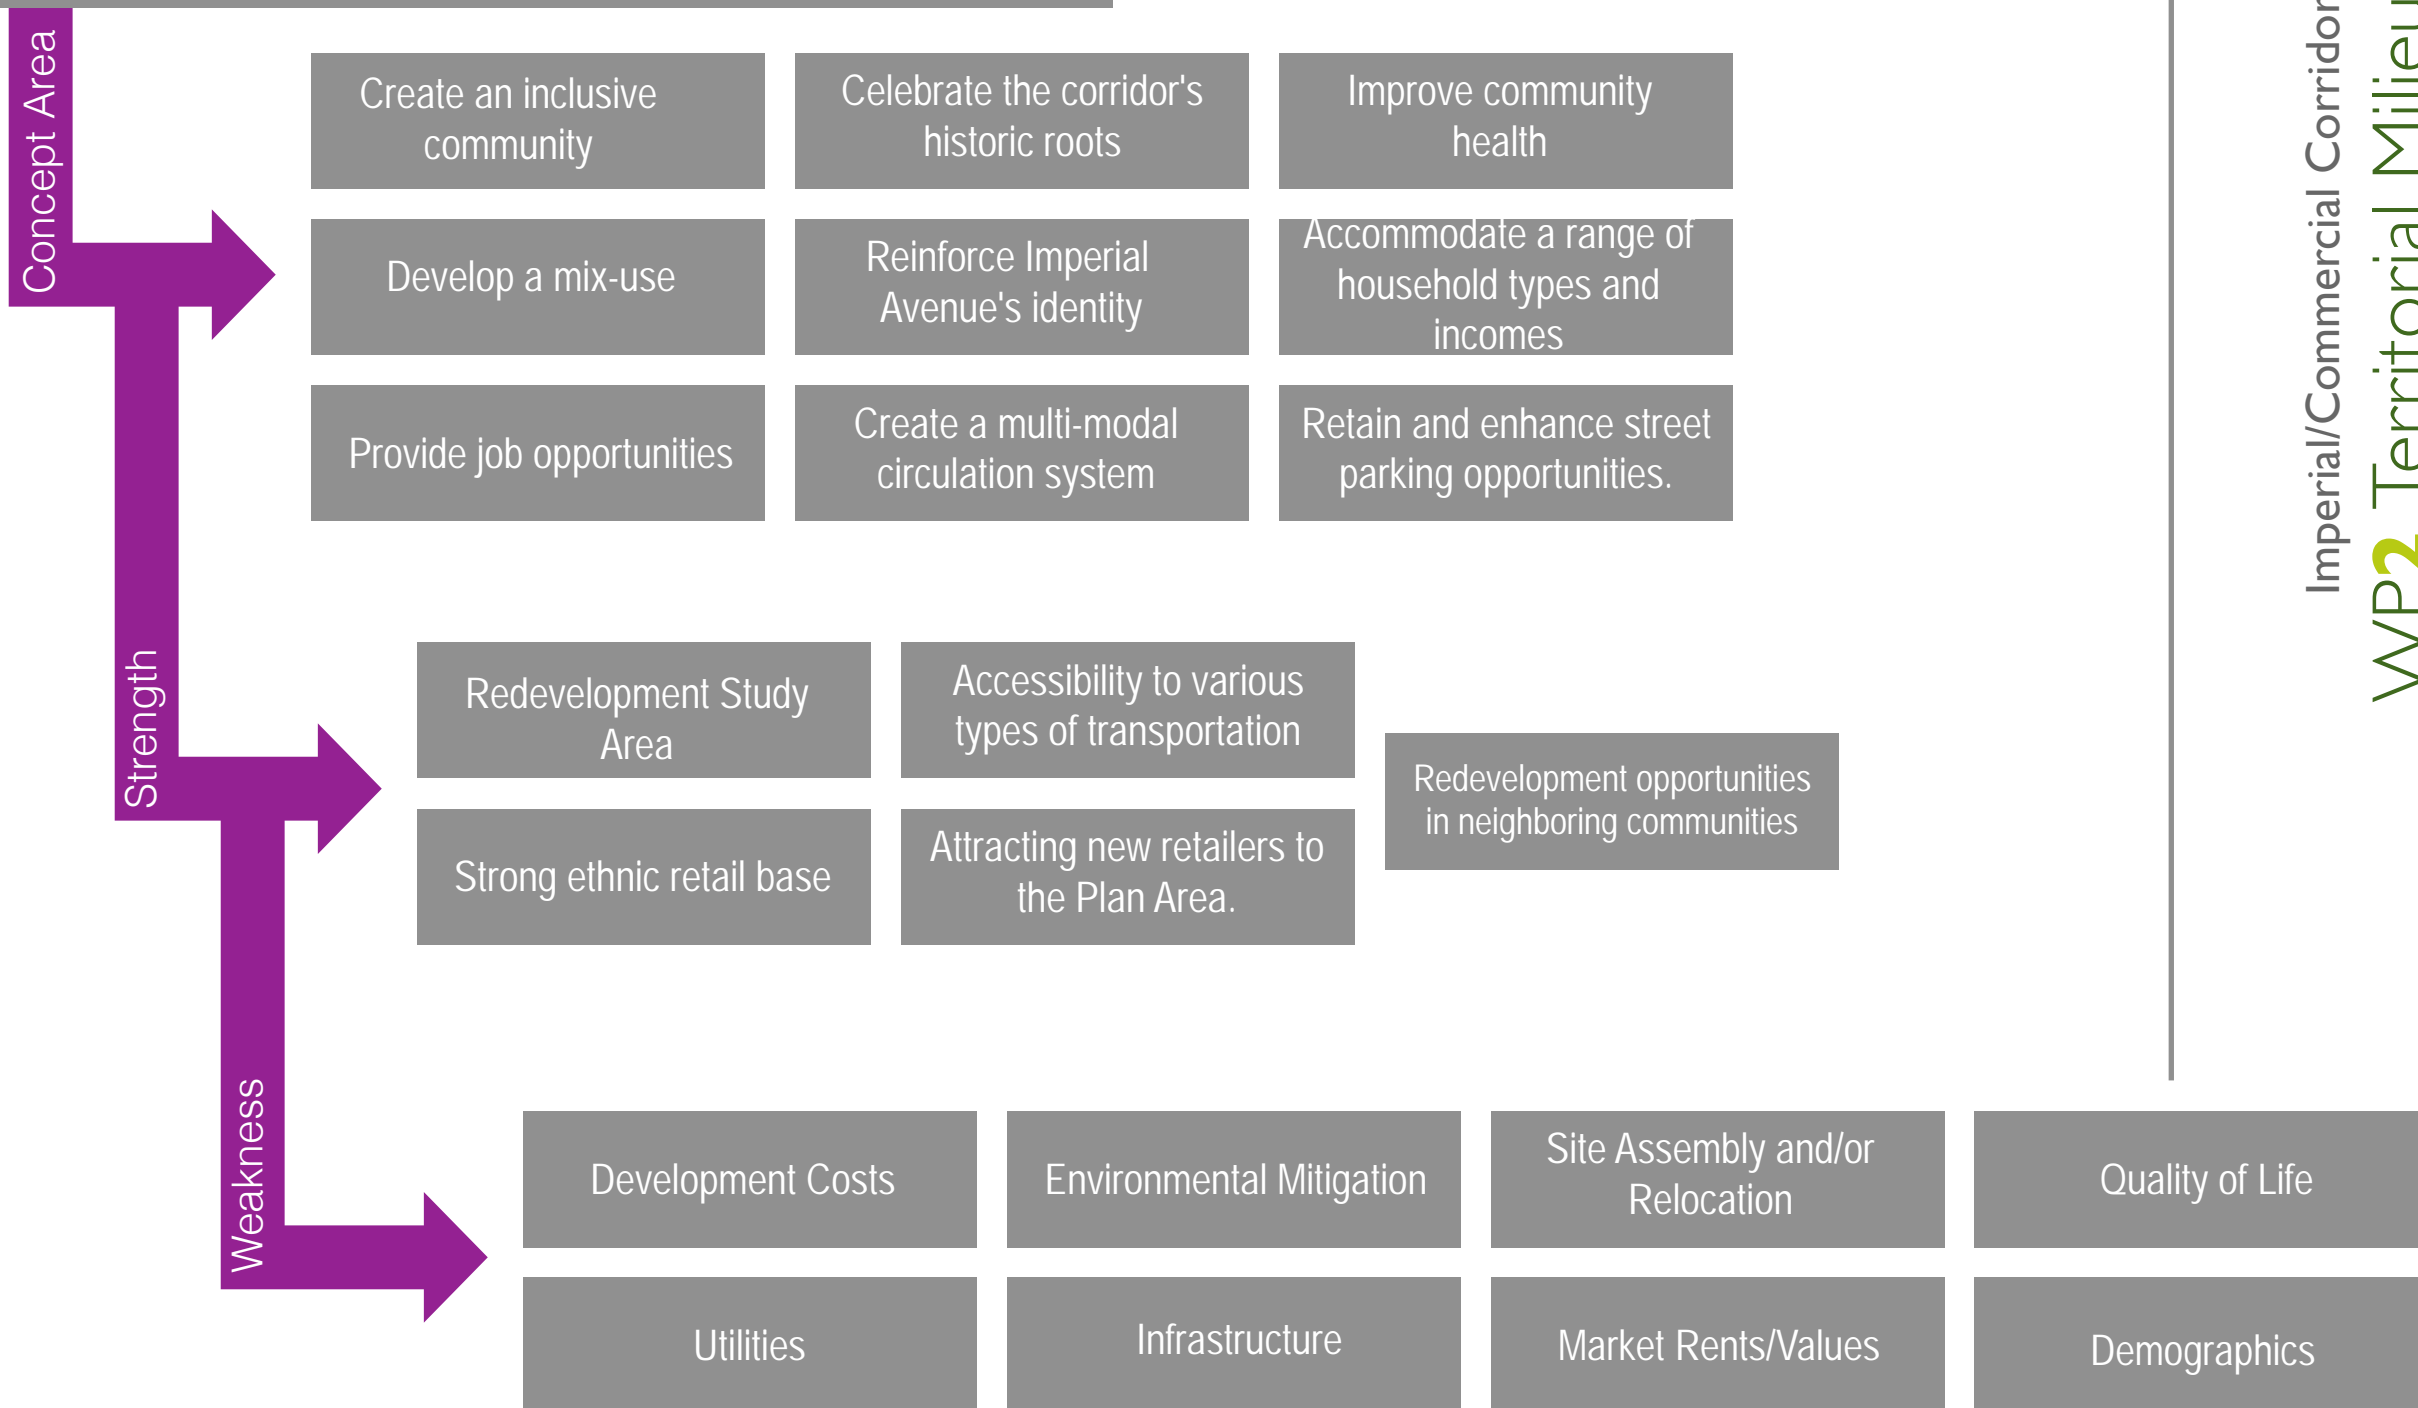 Concept Area
Create an inclusive
community
Celebrate the corridor's
historic roots
Improve community
health
Develop a mix-use
Reinforce Imperial
Avenue's identity
Accommodate a range of
household types and
incomes
Provide job opportunities
Create a multi-modal
circulation system
Retain and enhance street
parking opportunities.
Strength
Redevelopment Study
Area
Accessibility to various
types of transportation
Redevelopment opportunities
in neighboring communities
Strong ethnic retail base
Attracting new retailers to
the Plan Area.
Weakness
Development Costs
Environmental Mitigation
Site Assembly and/or
Relocation
Quality of Life
Utilities
Infrastructure
Market Rents/Values
Demographics
Imperial/Commercial Corridor
WP2 Territorial Milieu